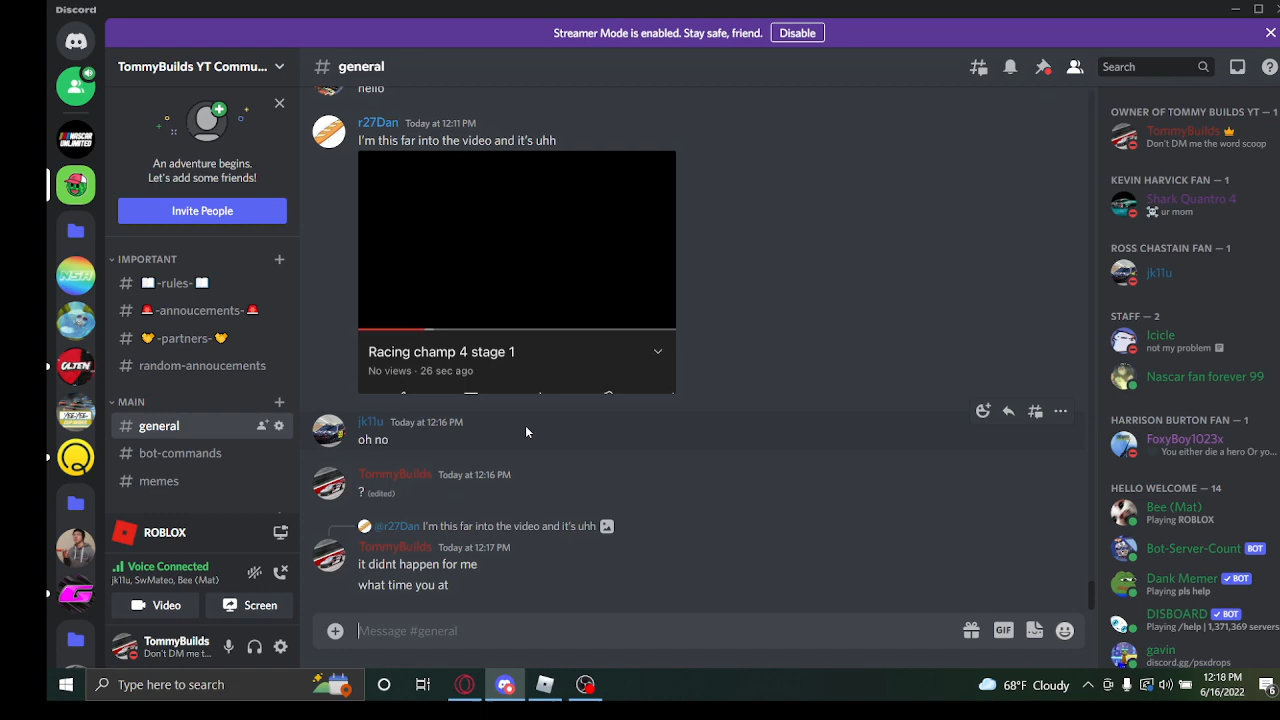 Discord
Streamer Mode is enabled. Stay safe, friend.
Disable
TommyBuilds YT Commu...
general
Search
An adventure begins.
Let's add some friends!
Invite People
IMPORTANT
-rules-
-annoucements-
-partners-
random-annoucements
MAIN
general
bot-commands
memes
ROBLOX
Voice Connected
jk11u, SwMateo, Bee (Mat)
Video
Screen
TommyBuilds
Don't DM me t...
hello
r27Dan Today at 12:11 PM
I'm this far into the video and it's uhh
Racing champ 4 stage 1
No views · 26 sec ago
jk11u Today at 12:16 PM
oh no
TommyBuilds Today at 12:16 PM
? (edited)
@r27Dan I'm this far into the video and it's uhh
TommyBuilds Today at 12:17 PM
it didnt happen for me
what time you at
Message #general
GIF
OWNER OF TOMMY BUILDS YT — 1
TommyBuilds
Don't DM me the word scoop
KEVIN HARVICK FAN — 1
Shark Quantro 4
ur mom
ROSS CHASTAIN FAN — 1
jk11u
STAFF — 2
Icicle
not my problem
Nascar fan forever 99
HARRISON BURTON FAN — 1
FoxyBoy1023x
You either die a hero Or yo...
HELLO WELCOME — 14
Bee (Mat)
Playing ROBLOX
Bot-Server-Count BOT
Dank Memer BOT
Playing pls help
DISBOARD BOT
Playing /help | 1,371,369 servers
gavin
discord.gg/psxdrops
NASCAR UNLIMITED
NSR
OLTEN
YEE-YEE
Type here to search
68°F Cloudy
12:18 PM
6/16/2022
6